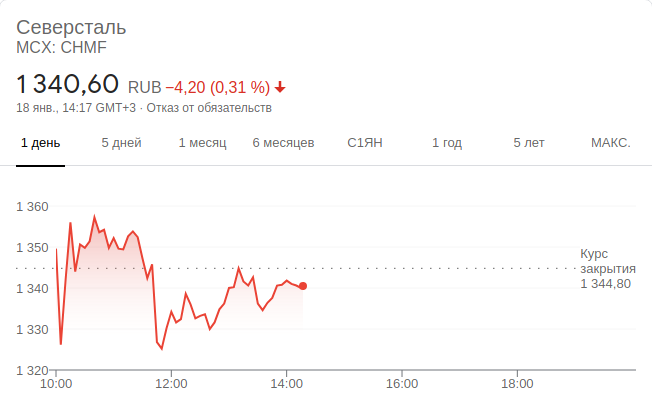 Северсталь
MCX: CHMF
1 340,60 RUB −4,20 (0,31 %)
18 янв., 14:17 GMT+3 · Отказ от обязательств
1 день 5 дней 1 месяц 6 месяцев С1ЯН 1 год 5 лет МАКС.
1 360
1 350
1 340
1 330
1 320
Курс
закрытия
1 344,80
10:00 12:00 14:00 16:00 18:00